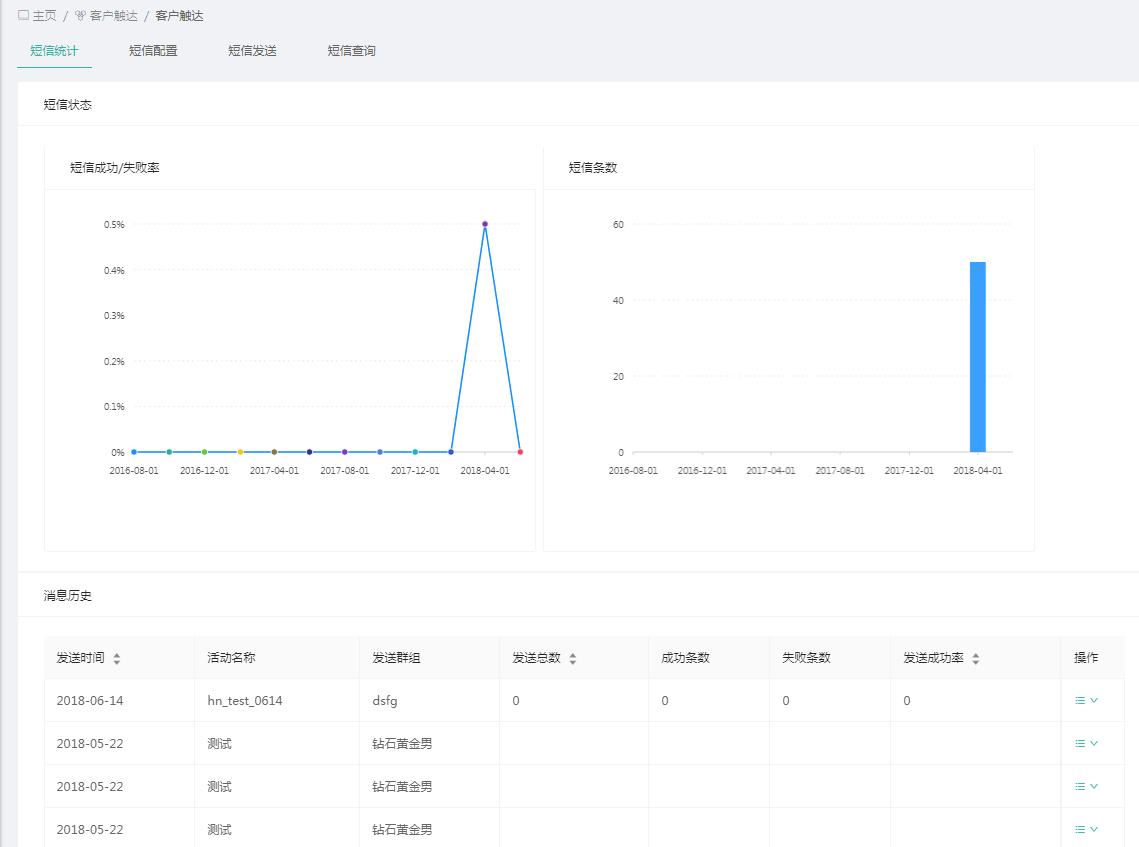 主页 / 客户触达 / 客户触达
短信统计 短信配置 短信发送 短信查询
短信状态
短信成功/失败率
0.5%
0.4%
0.3%
0.2%
0.1%
0%
2016-08-01 2016-12-01 2017-04-01 2017-08-01 2017-12-01 2018-04-01
短信条数
60
40
20
0
2016-08-01 2016-12-01 2017-04-01 2017-08-01 2017-12-01 2018-04-01
消息历史
发送时间 活动名称 发送群组 发送总数 成功条数 失败条数 发送成功率 操作
2018-06-14 hn_test_0614 dsfg 0 0 0 0
2018-05-22 测试 钻石黄金男
2018-05-22 测试 钻石黄金男
2018-05-22 测试 钻石黄金男